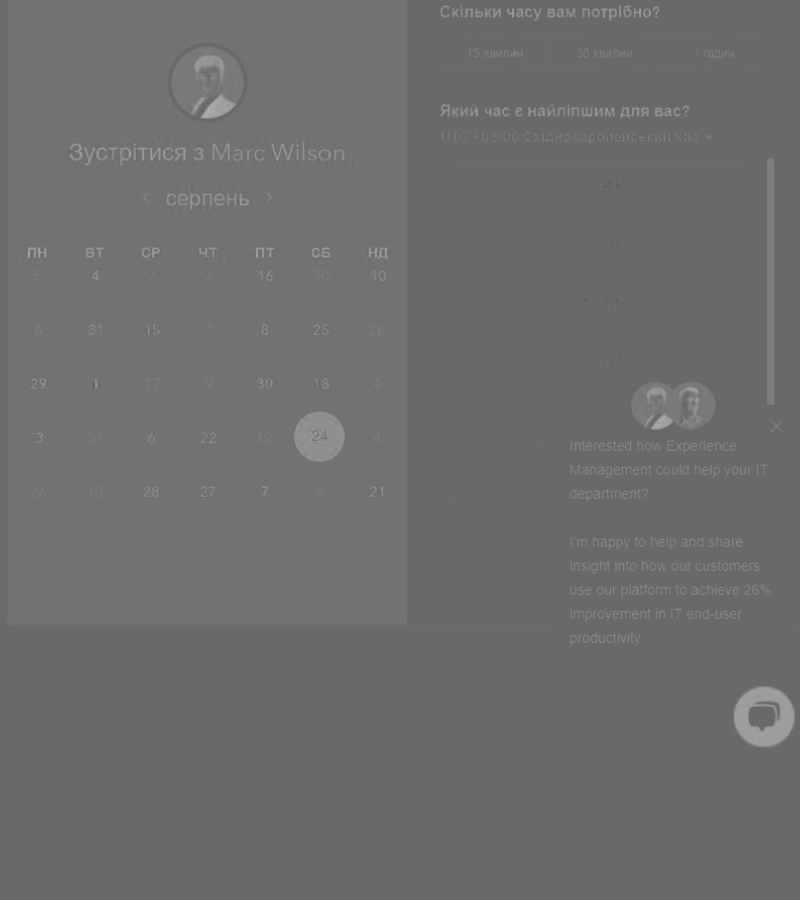 Зустрітися з Marc Wilson
серпень
ПН ВТ СР ЧТ ПТ СБ НД
5 4 7 7 16 30 10
6 31 15 7 8 25 26
29 1 17 9 30 18 4
3 31 6 22 12 24 4
26 13 28 27 7 5 21
Скільки часу вам потрібно?
15 хвилин 30 хвилин 1 годин
Який час є найліпшим для вас?
UTC +03:00 Східноєвропейський час
Interested how Experience
Management could help your IT
department?
I'm happy to help and share
insight into how our customers
use our platform to achieve 26%
improvement in IT end-user
productivity.